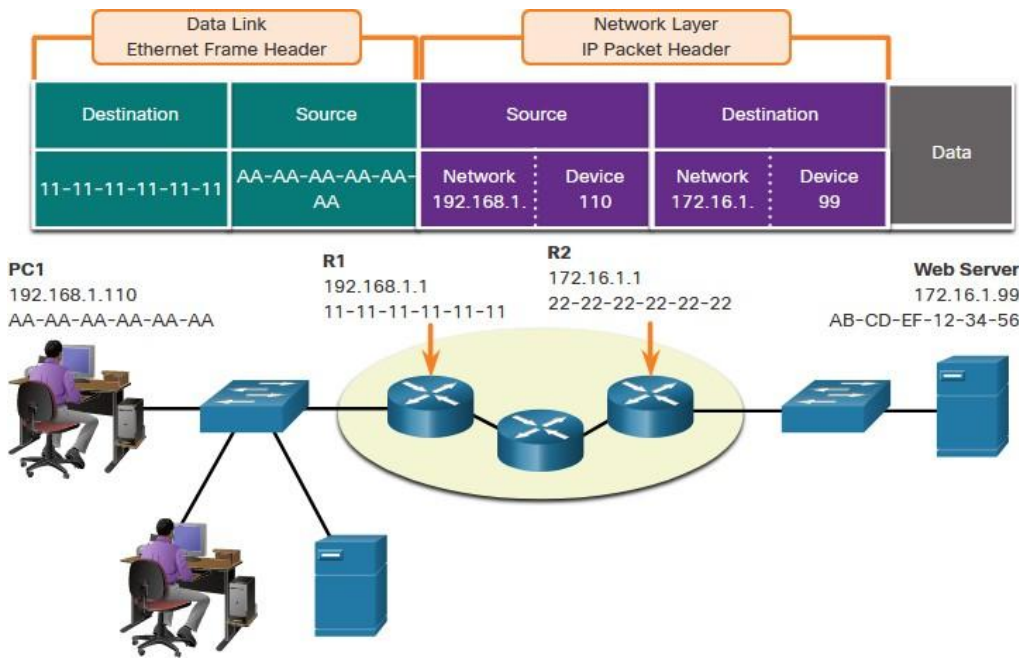 Data Link
Ethernet Frame Header
Network Layer
IP Packet Header
Destination
Source
Source
Destination
Data
11-11-11-11-11-11
AA-AA-AA-AA-AA-
AA
Network
192.168.1.
Device
110
Network
172.16.1.
Device
99
PC1
192.168.1.110
AA-AA-AA-AA-AA-AA
R1
192.168.1.1
11-11-11-11-11-11
R2
172.16.1.1
22-22-22-22-22-22
Web Server
172.16.1.99
AB-CD-EF-12-34-56